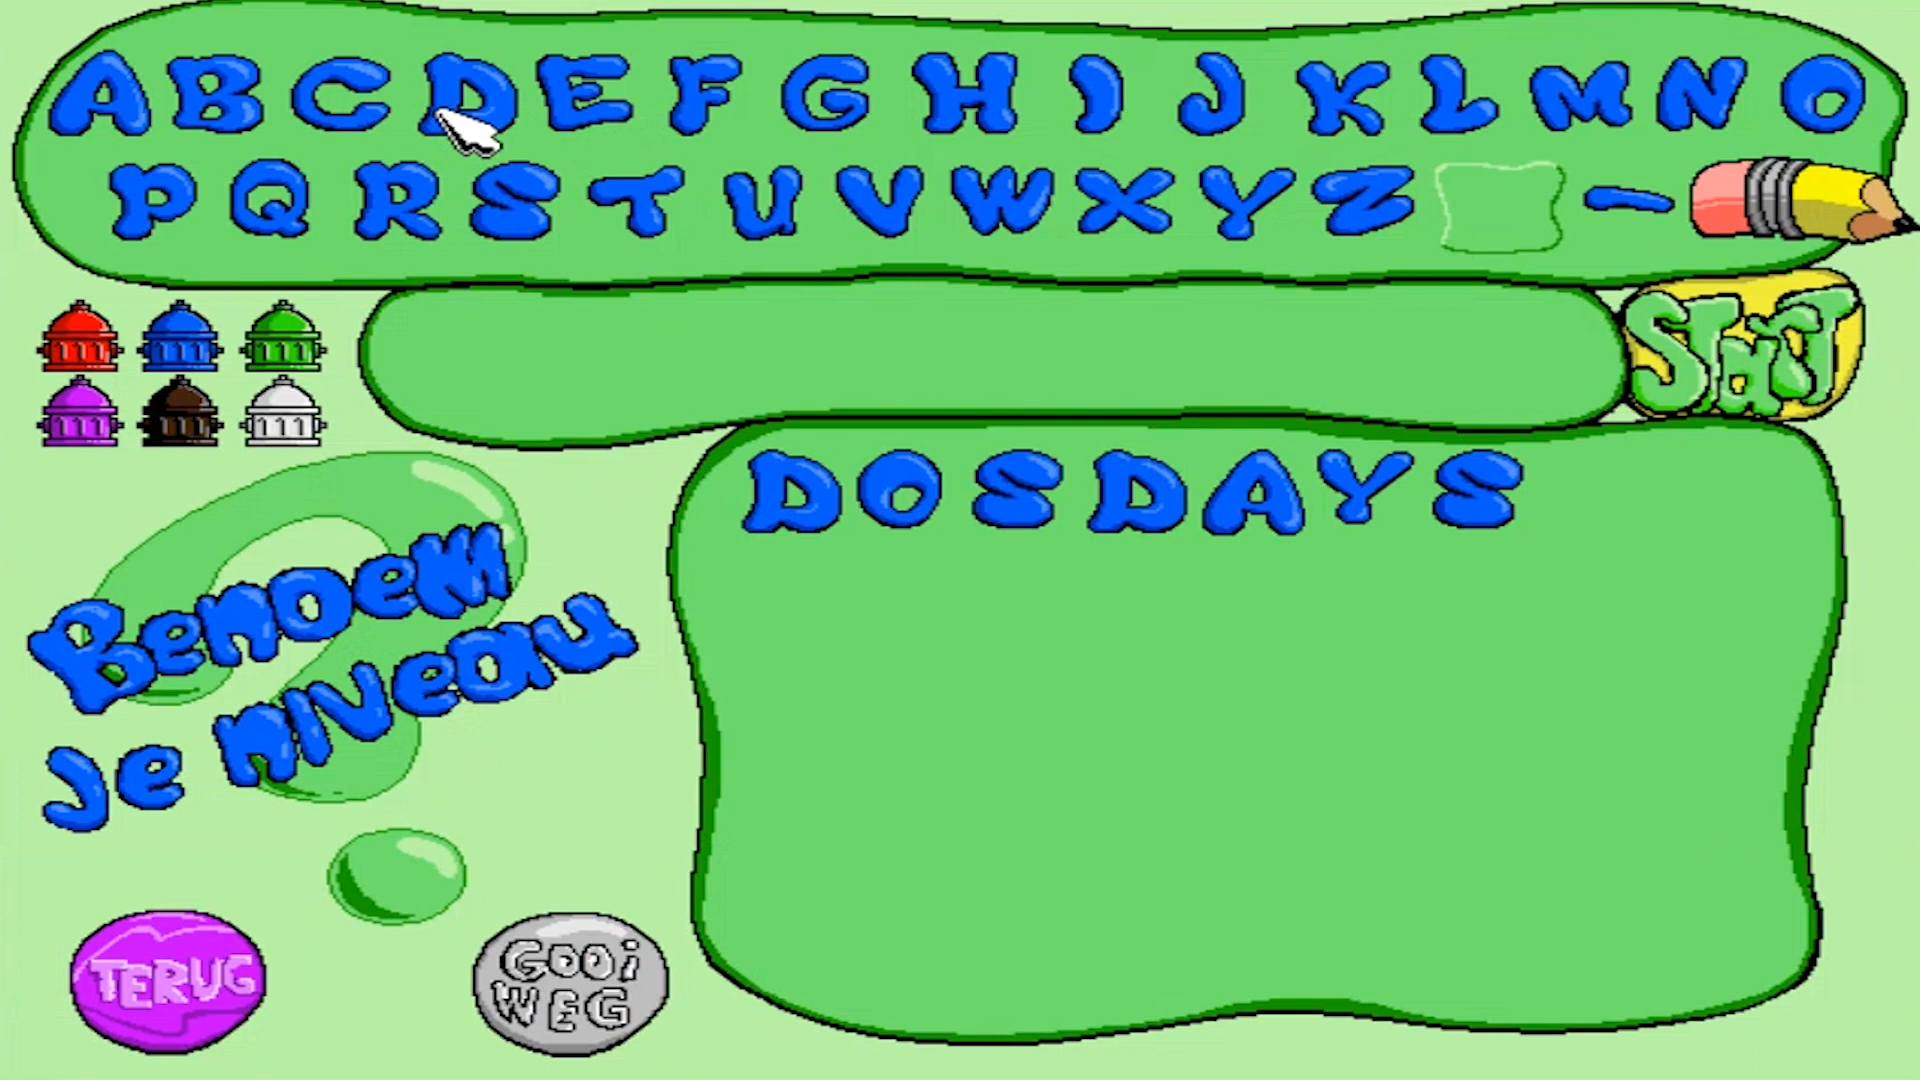 A B C D E F G H I J K L M N O
P Q R S T U V W X Y Z -
START
DOSDAYS
Benoem
Je niveau
TERUG
GOOi
WEG